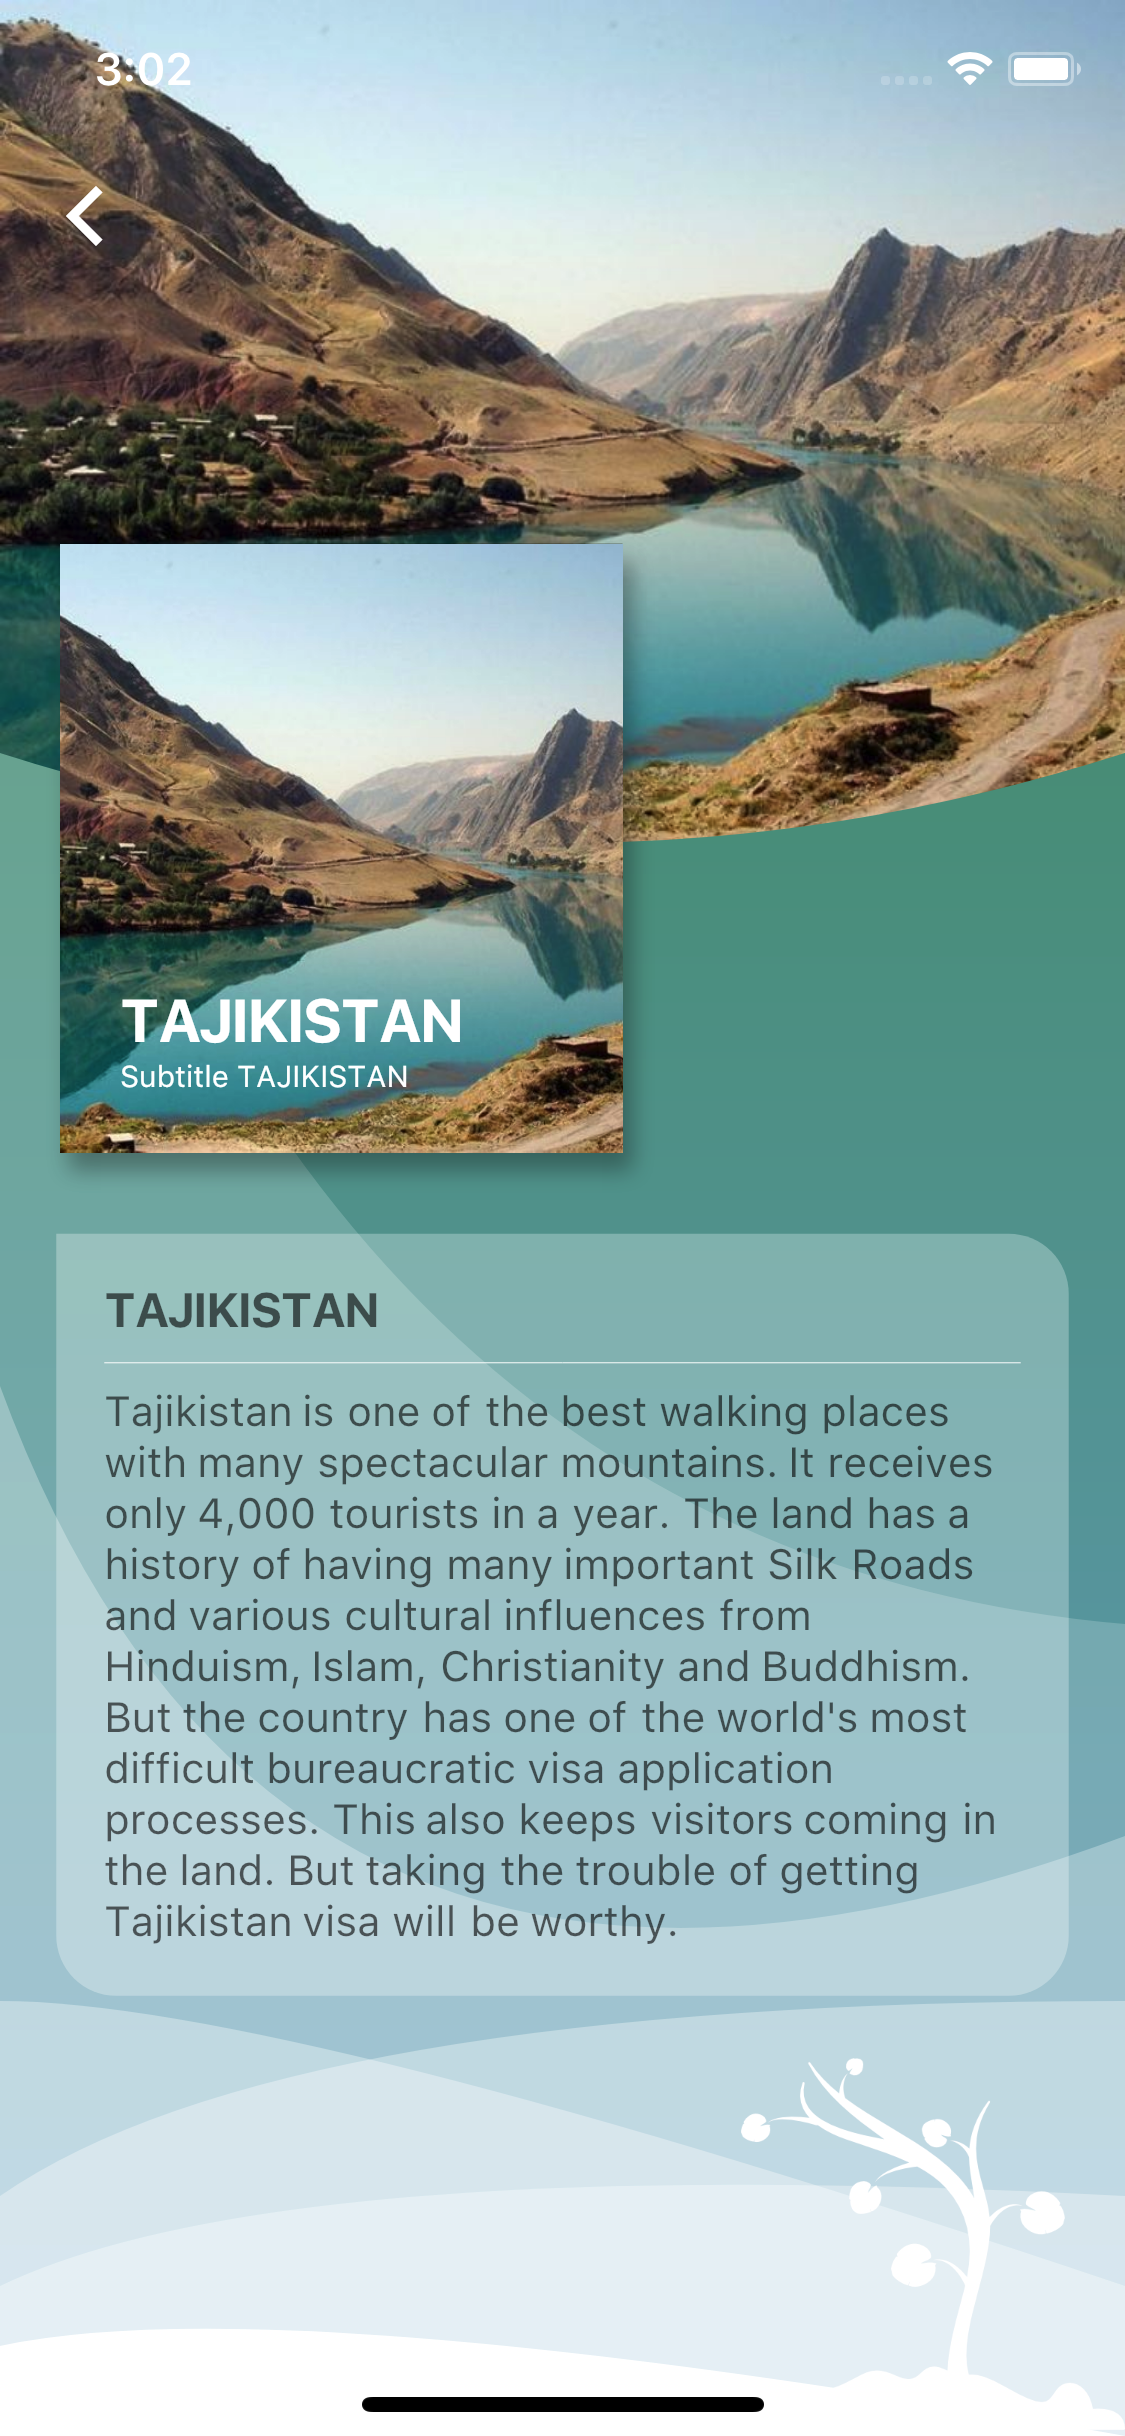 3:02
TAJIKISTAN
Subtitle TAJIKISTAN
TAJIKISTAN
Tajikistan is one of the best walking places
with many spectacular mountains. It receives
only 4,000 tourists in a year. The land has a
history of having many important Silk Roads
and various cultural influences from
Hinduism, Islam, Christianity and Buddhism.
But the country has one of the world's most
difficult bureaucratic visa application
processes. This also keeps visitors coming in
the land. But taking the trouble of getting
Tajikistan visa will be worthy.